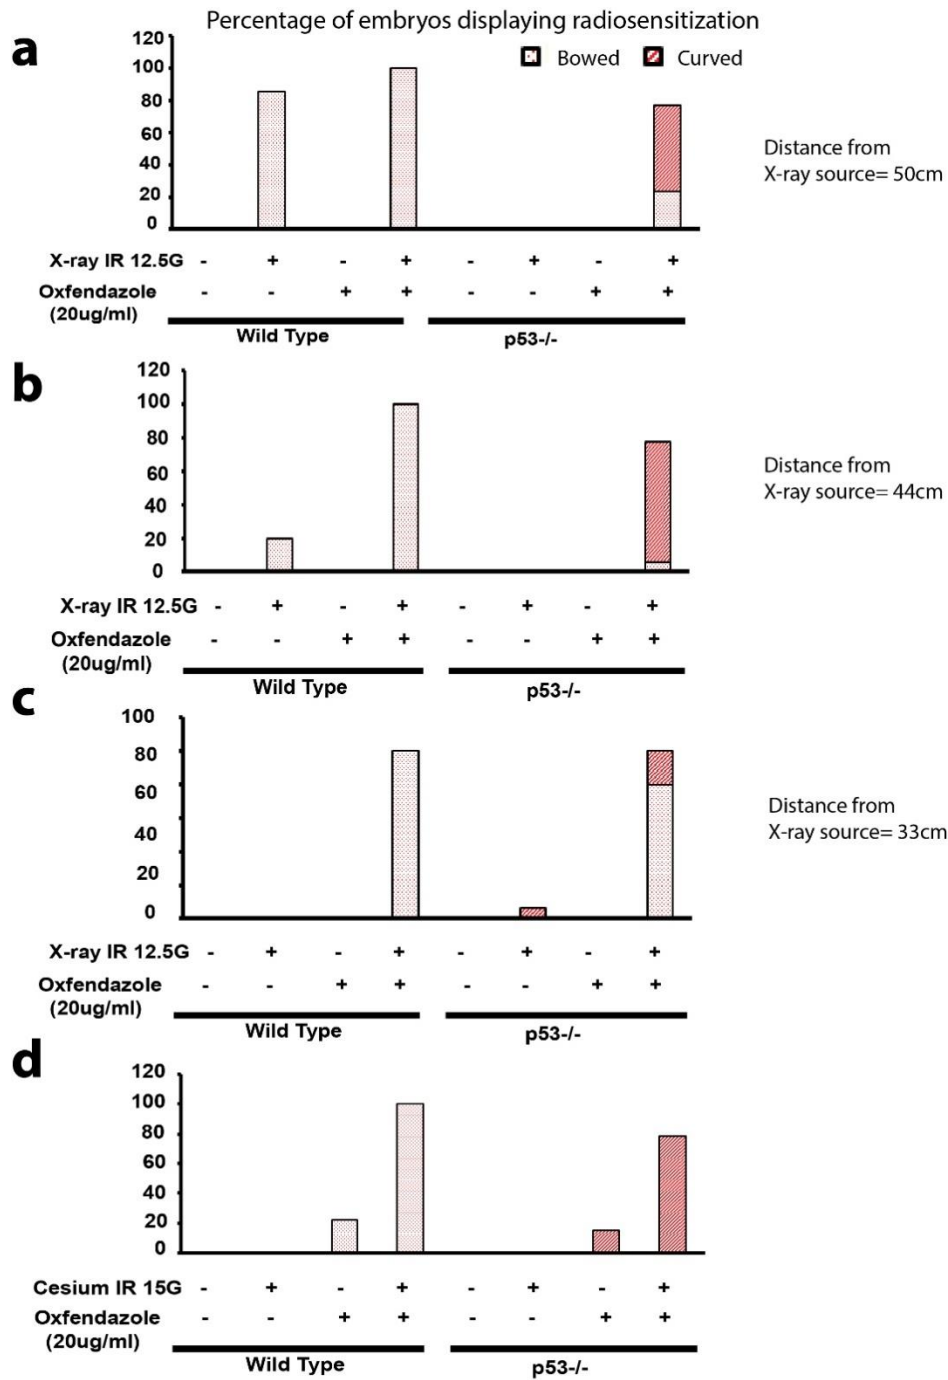 Percentage of embryos displaying radiosensitization
a
Bowed Curved
120
100
80
60
40
20
0
Distance from
X-ray source= 50cm
X-ray IR 12.5G - + - + - + - +
Oxfendazole - - + + - - + +
(20ug/ml)
Wild Type p53-/-
b
120
100
80
60
40
20
0
Distance from
X-ray source= 44cm
X-ray IR 12.5G - + - + - + - +
Oxfendazole - - + + - - + +
(20ug/ml)
Wild Type p53-/-
c
100
80
60
40
20
0
Distance from
X-ray source= 33cm
X-ray IR 12.5G - + - + - + - +
Oxfendazole - - + + - - + +
(20ug/ml)
Wild Type p53-/-
d
120
100
80
60
40
20
0
Cesium IR 15G - + - + - + - +
Oxfendazole - - + + - - + +
(20ug/ml)
Wild Type p53-/-